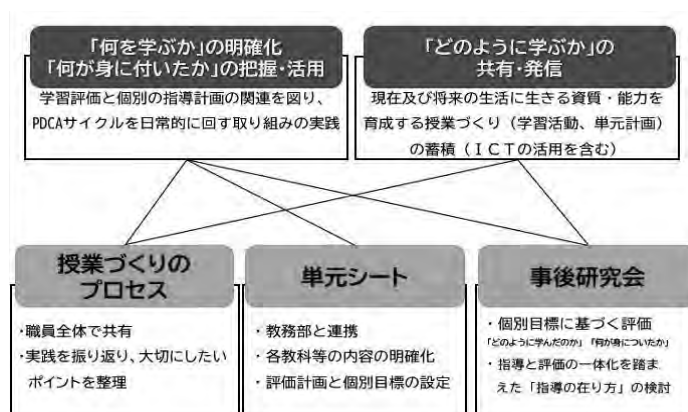 「何を学ぶか」の明確化
「何が身に付いたか」の把握・活用
学習評価と個別の指導計画の関連を図り、
PDCAサイクルを日常的に回す取り組みの実践
「どのように学ぶか」の
共有・発信
現在及び将来の生活に生きる資質・能力を
育成する授業づくり（学習活動、単元計画）
の蓄積（ＩＣＴの活用を含む）
授業づくりの
プロセス
・職員全体で共有
・実践を振り返り、大切にしたい
ポイントを整理
単元シート
・教務部と連携
・各教科等の内容の明確化
・評価計画と個別目標の設定
事後研究会
・個別目標に基づく評価
「どのように学んだのか」「何が身についたか」
・指導と評価の一体化を踏ま
えた「指導の在り方」の検討